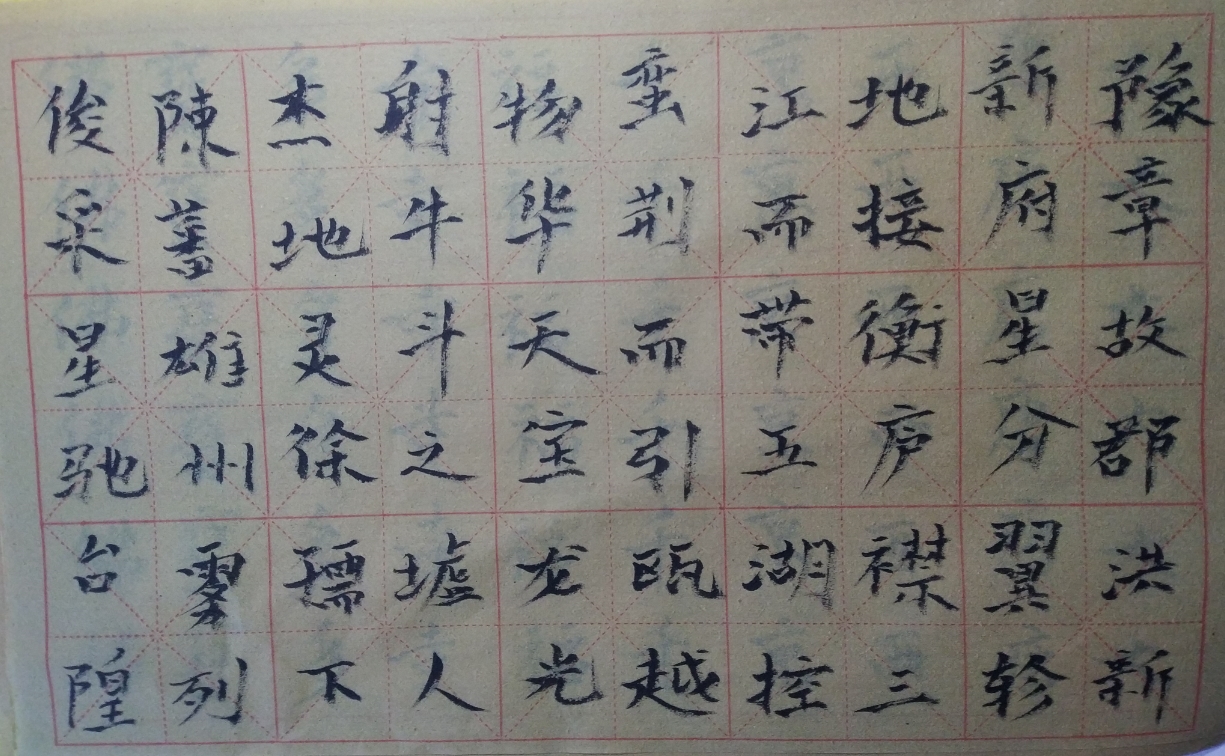 豫章故郡洪新
新府星分翼轸
地接衡庐襟三
江而带五湖控
蛮荆而引瓯越
物华天宝龙光
射牛斗之墟人
杰地灵徐孺下
陳蕃雄州雾列
俊采星驰台隍